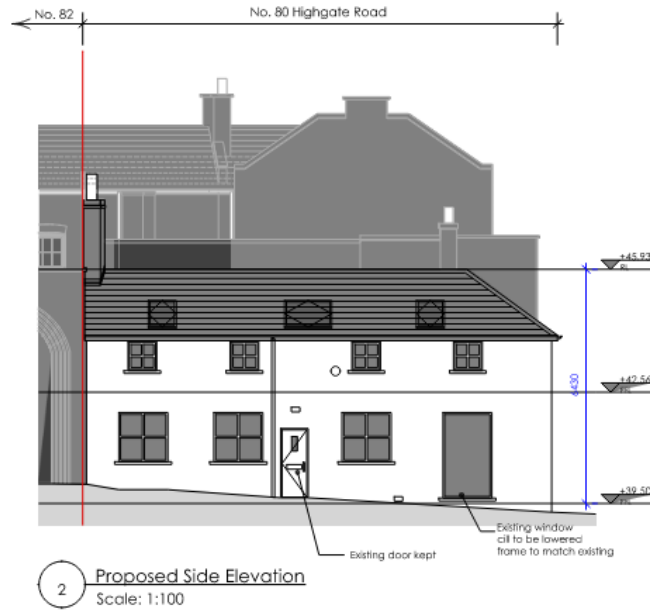 No. 82
No. 80 Highgate Road
+45.93
6430
+42.56
+39.50
Existing door kept
Existing window
cill to be lowered
frame to match existing
2
Proposed Side Elevation
Scale: 1:100